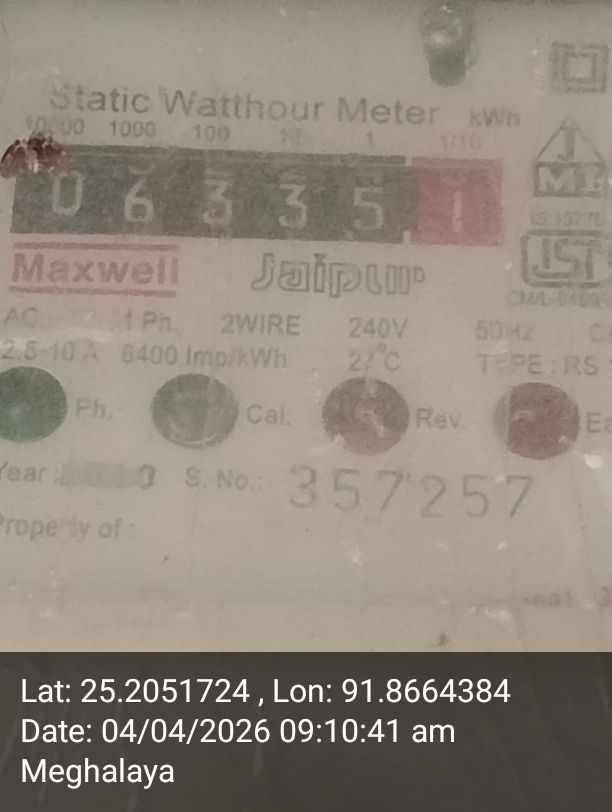 Static Watthour Meter kWh
10000 1000 100 10 1 1/10
0 6 3 3 5 1
Maxwell Jaipur
AC. 1 Ph. 2WIRE 240V 50Hz
2.5-10 A 6400 Imp/kWh 27°C TYPE : RS
Ph. Cal. Rev. Ea
Year : S. No.: 357257
Property of :
Lat: 25.2051724 , Lon: 91.8664384
Date: 04/04/2026 09:10:41 am
Meghalaya